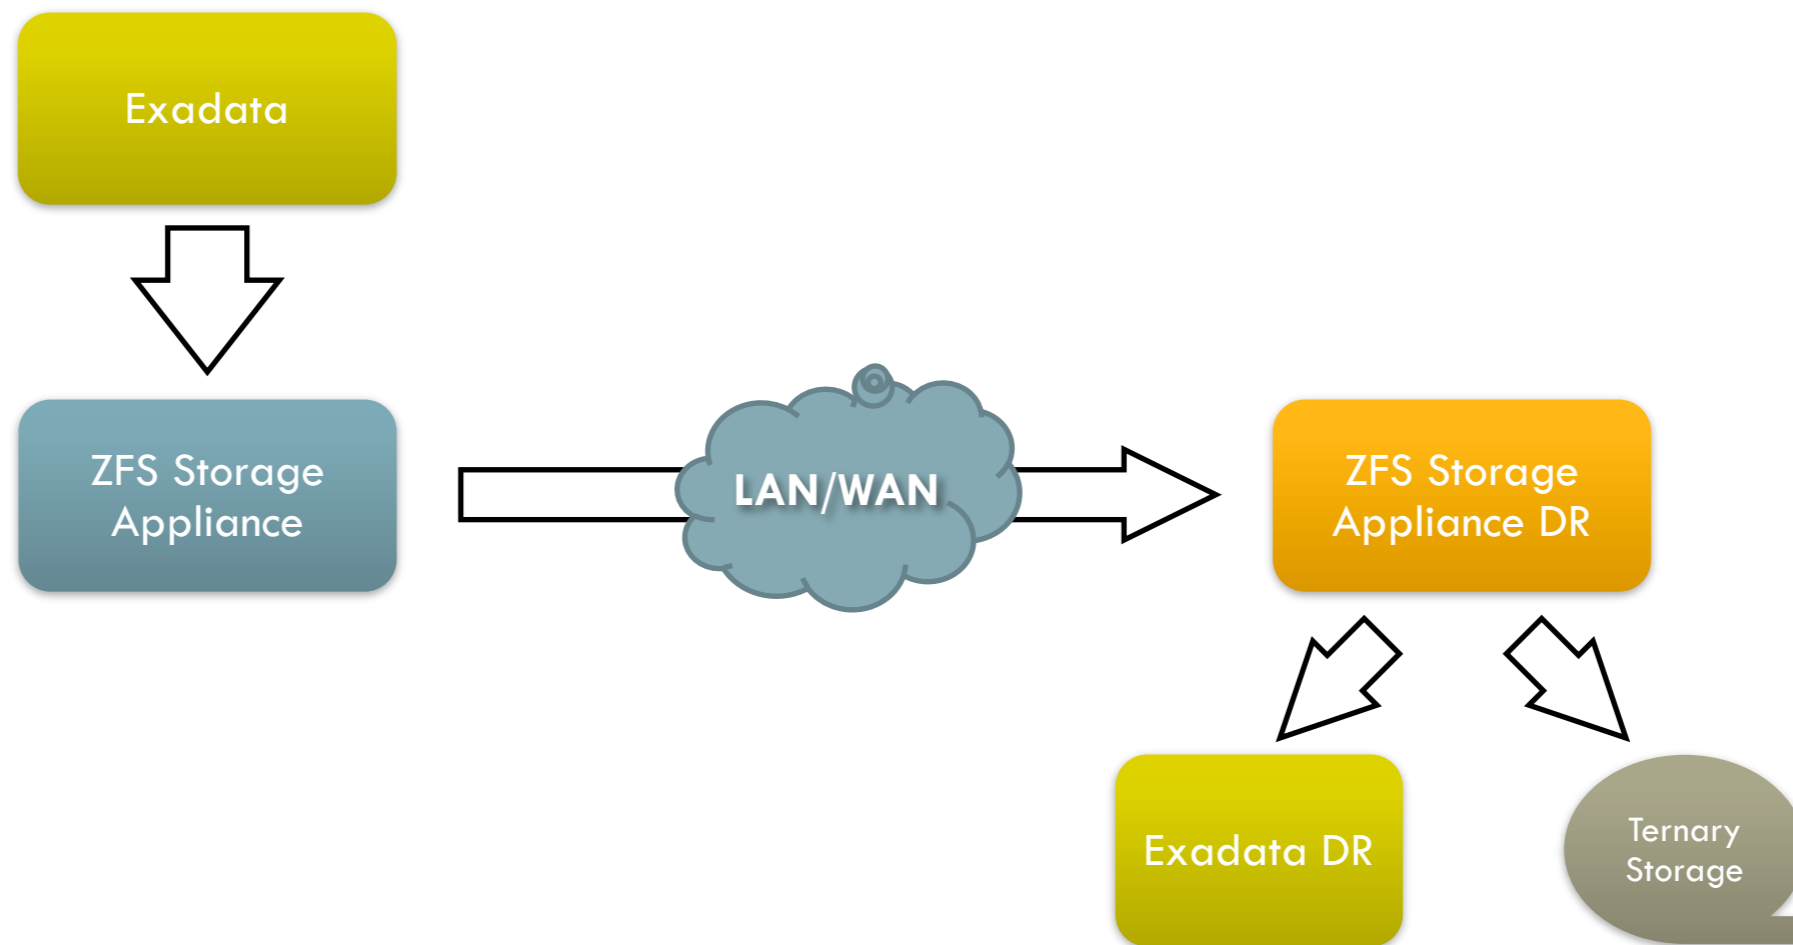 Exadata
ZFS Storage
Appliance
LAN/WAN
ZFS Storage
Appliance DR
Exadata DR
Ternary
Storage